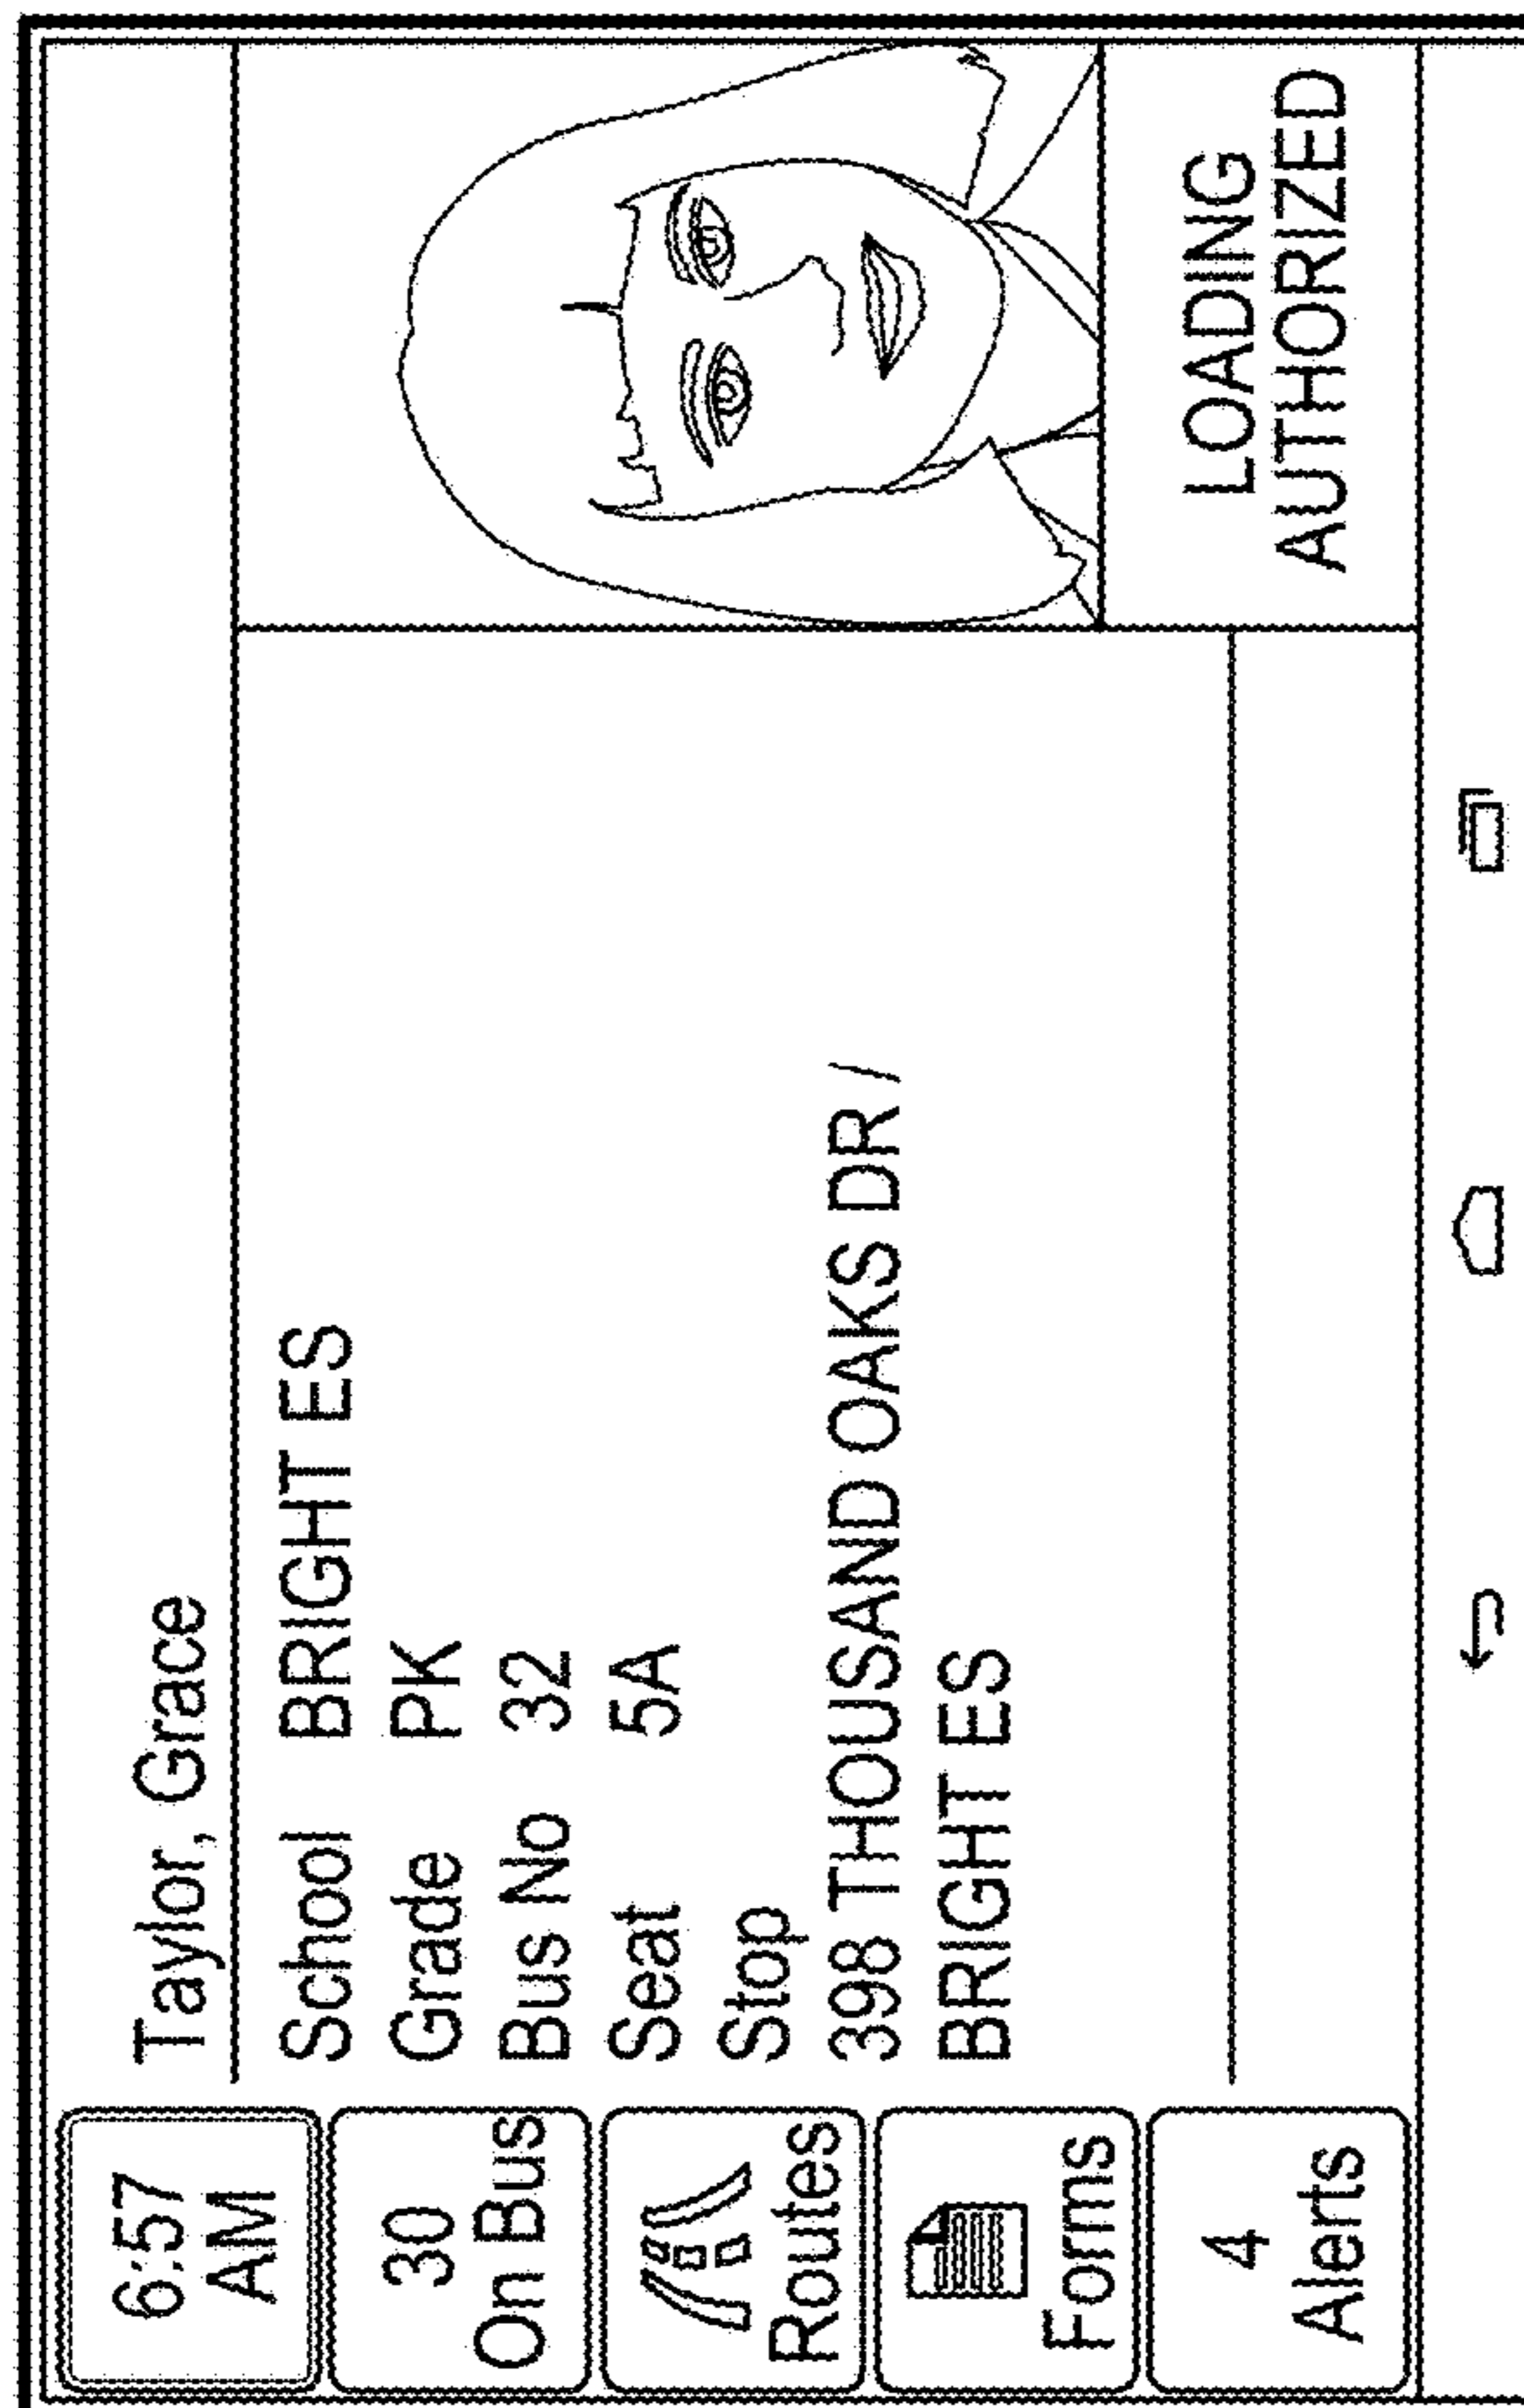 6:57
AM
30
On Bus
Routes
Forms
4
Alerts
Taylor, Grace
School BRIGHT ES
Grade PK
Bus No 32
Seat 5A
Stop
398 THOUSAND OAKS DR /
BRIGHT ES
LOADING
AUTHORIZED